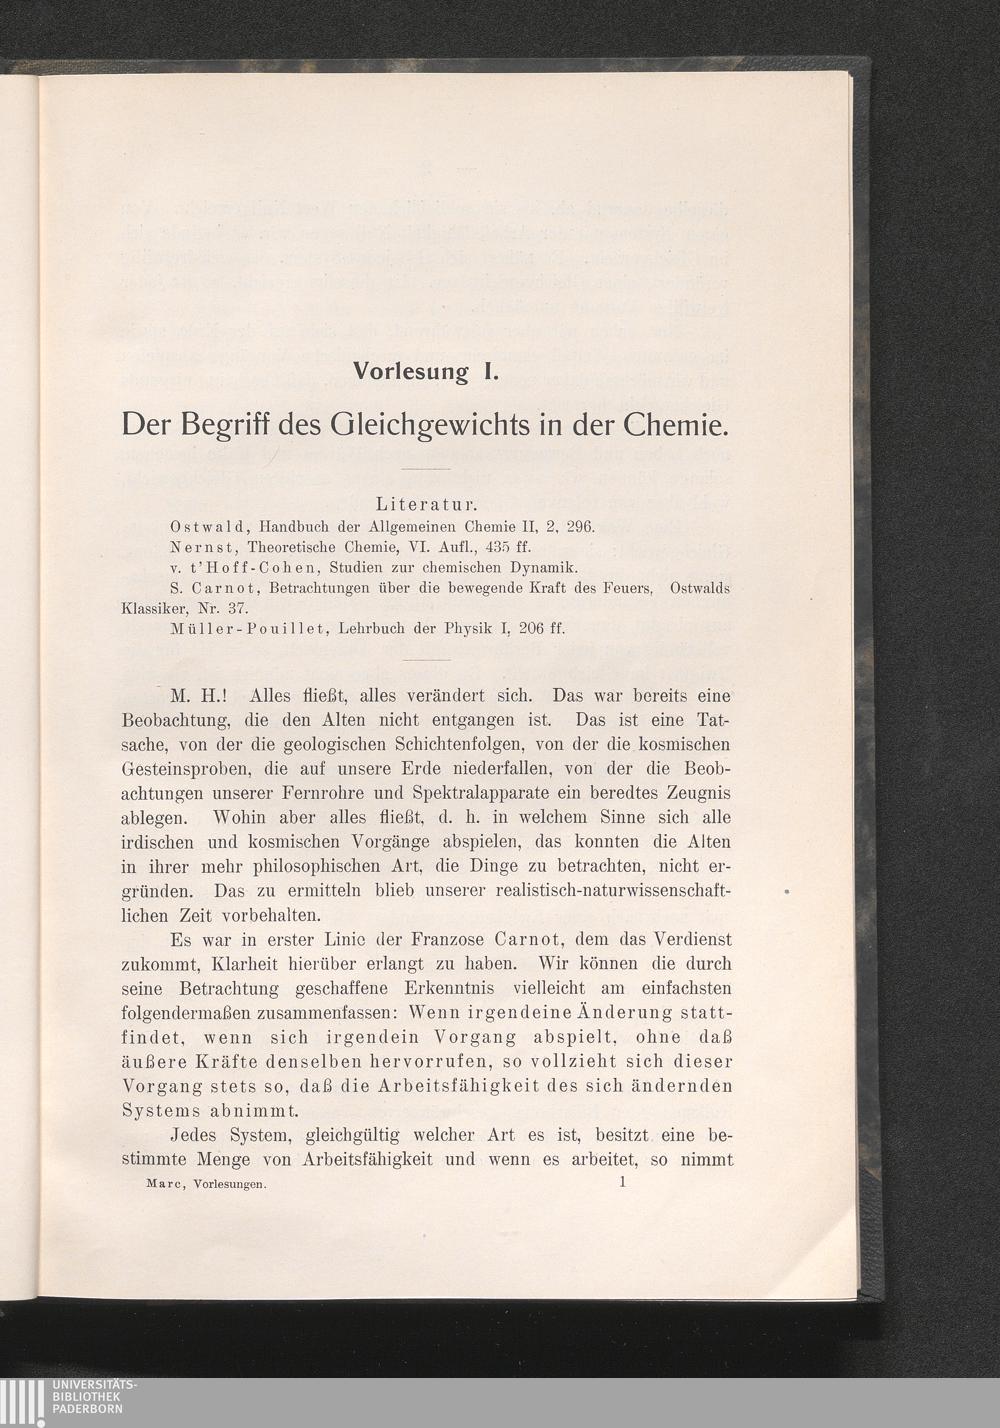 Vorlesung I.
Der Begriff des Gleichgewichts in der Chemie.
Literatur.
Ostwald, Handbuch der Allgemeinen Chemie II, 2, 296.
Nernst, Theoretische Chemie, VI. Aufl., 435 ff.
v. t'Hoff-Cohen, Studien zur chemischen Dynamik.
S. Carnot, Betrachtungen über die bewegende Kraft des Feuers, Ostwalds
Klassiker, Nr. 37.
Müller-Pouillet, Lehrbuch der Physik I, 206 ff.
M. H.! Alles fließt, alles verändert sich. Das war bereits eine
Beobachtung, die den Alten nicht entgangen ist. Das ist eine Tat-
sache, von der die geologischen Schichtenfolgen, von der die kosmischen
Gesteinsproben, die auf unsere Erde niederfallen, von der die Beob-
achtungen unserer Fernrohre und Spektralapparate ein beredtes Zeugnis
ablegen. Wohin aber alles fließt, d. h. in welchem Sinne sich alle
irdischen und kosmischen Vorgänge abspielen, das konnten die Alten
in ihrer mehr philosophischen Art, die Dinge zu betrachten, nicht er-
gründen. Das zu ermitteln blieb unserer realistisch-naturwissenschaft-
lichen Zeit vorbehalten.
Es war in erster Linie der Franzose Carnot, dem das Verdienst
zukommt, Klarheit hierüber erlangt zu haben. Wir können die durch
seine Betrachtung geschaffene Erkenntnis vielleicht am einfachsten
folgendermaßen zusammenfassen: Wenn irgendeine Änderung statt-
findet, wenn sich irgendein Vorgang abspielt, ohne daß
äußere Kräfte denselben hervorrufen, so vollzieht sich dieser
Vorgang stets so, daß die Arbeitsfähigkeit des sich ändernden
Systems abnimmt.
Jedes System, gleichgültig welcher Art es ist, besitzt eine be-
stimmte Menge von Arbeitsfähigkeit und wenn es arbeitet, so nimmt
Marc, Vorlesungen. 1
UNIVERSITÄTS-
BIBLIOTHEK
PADERBORN